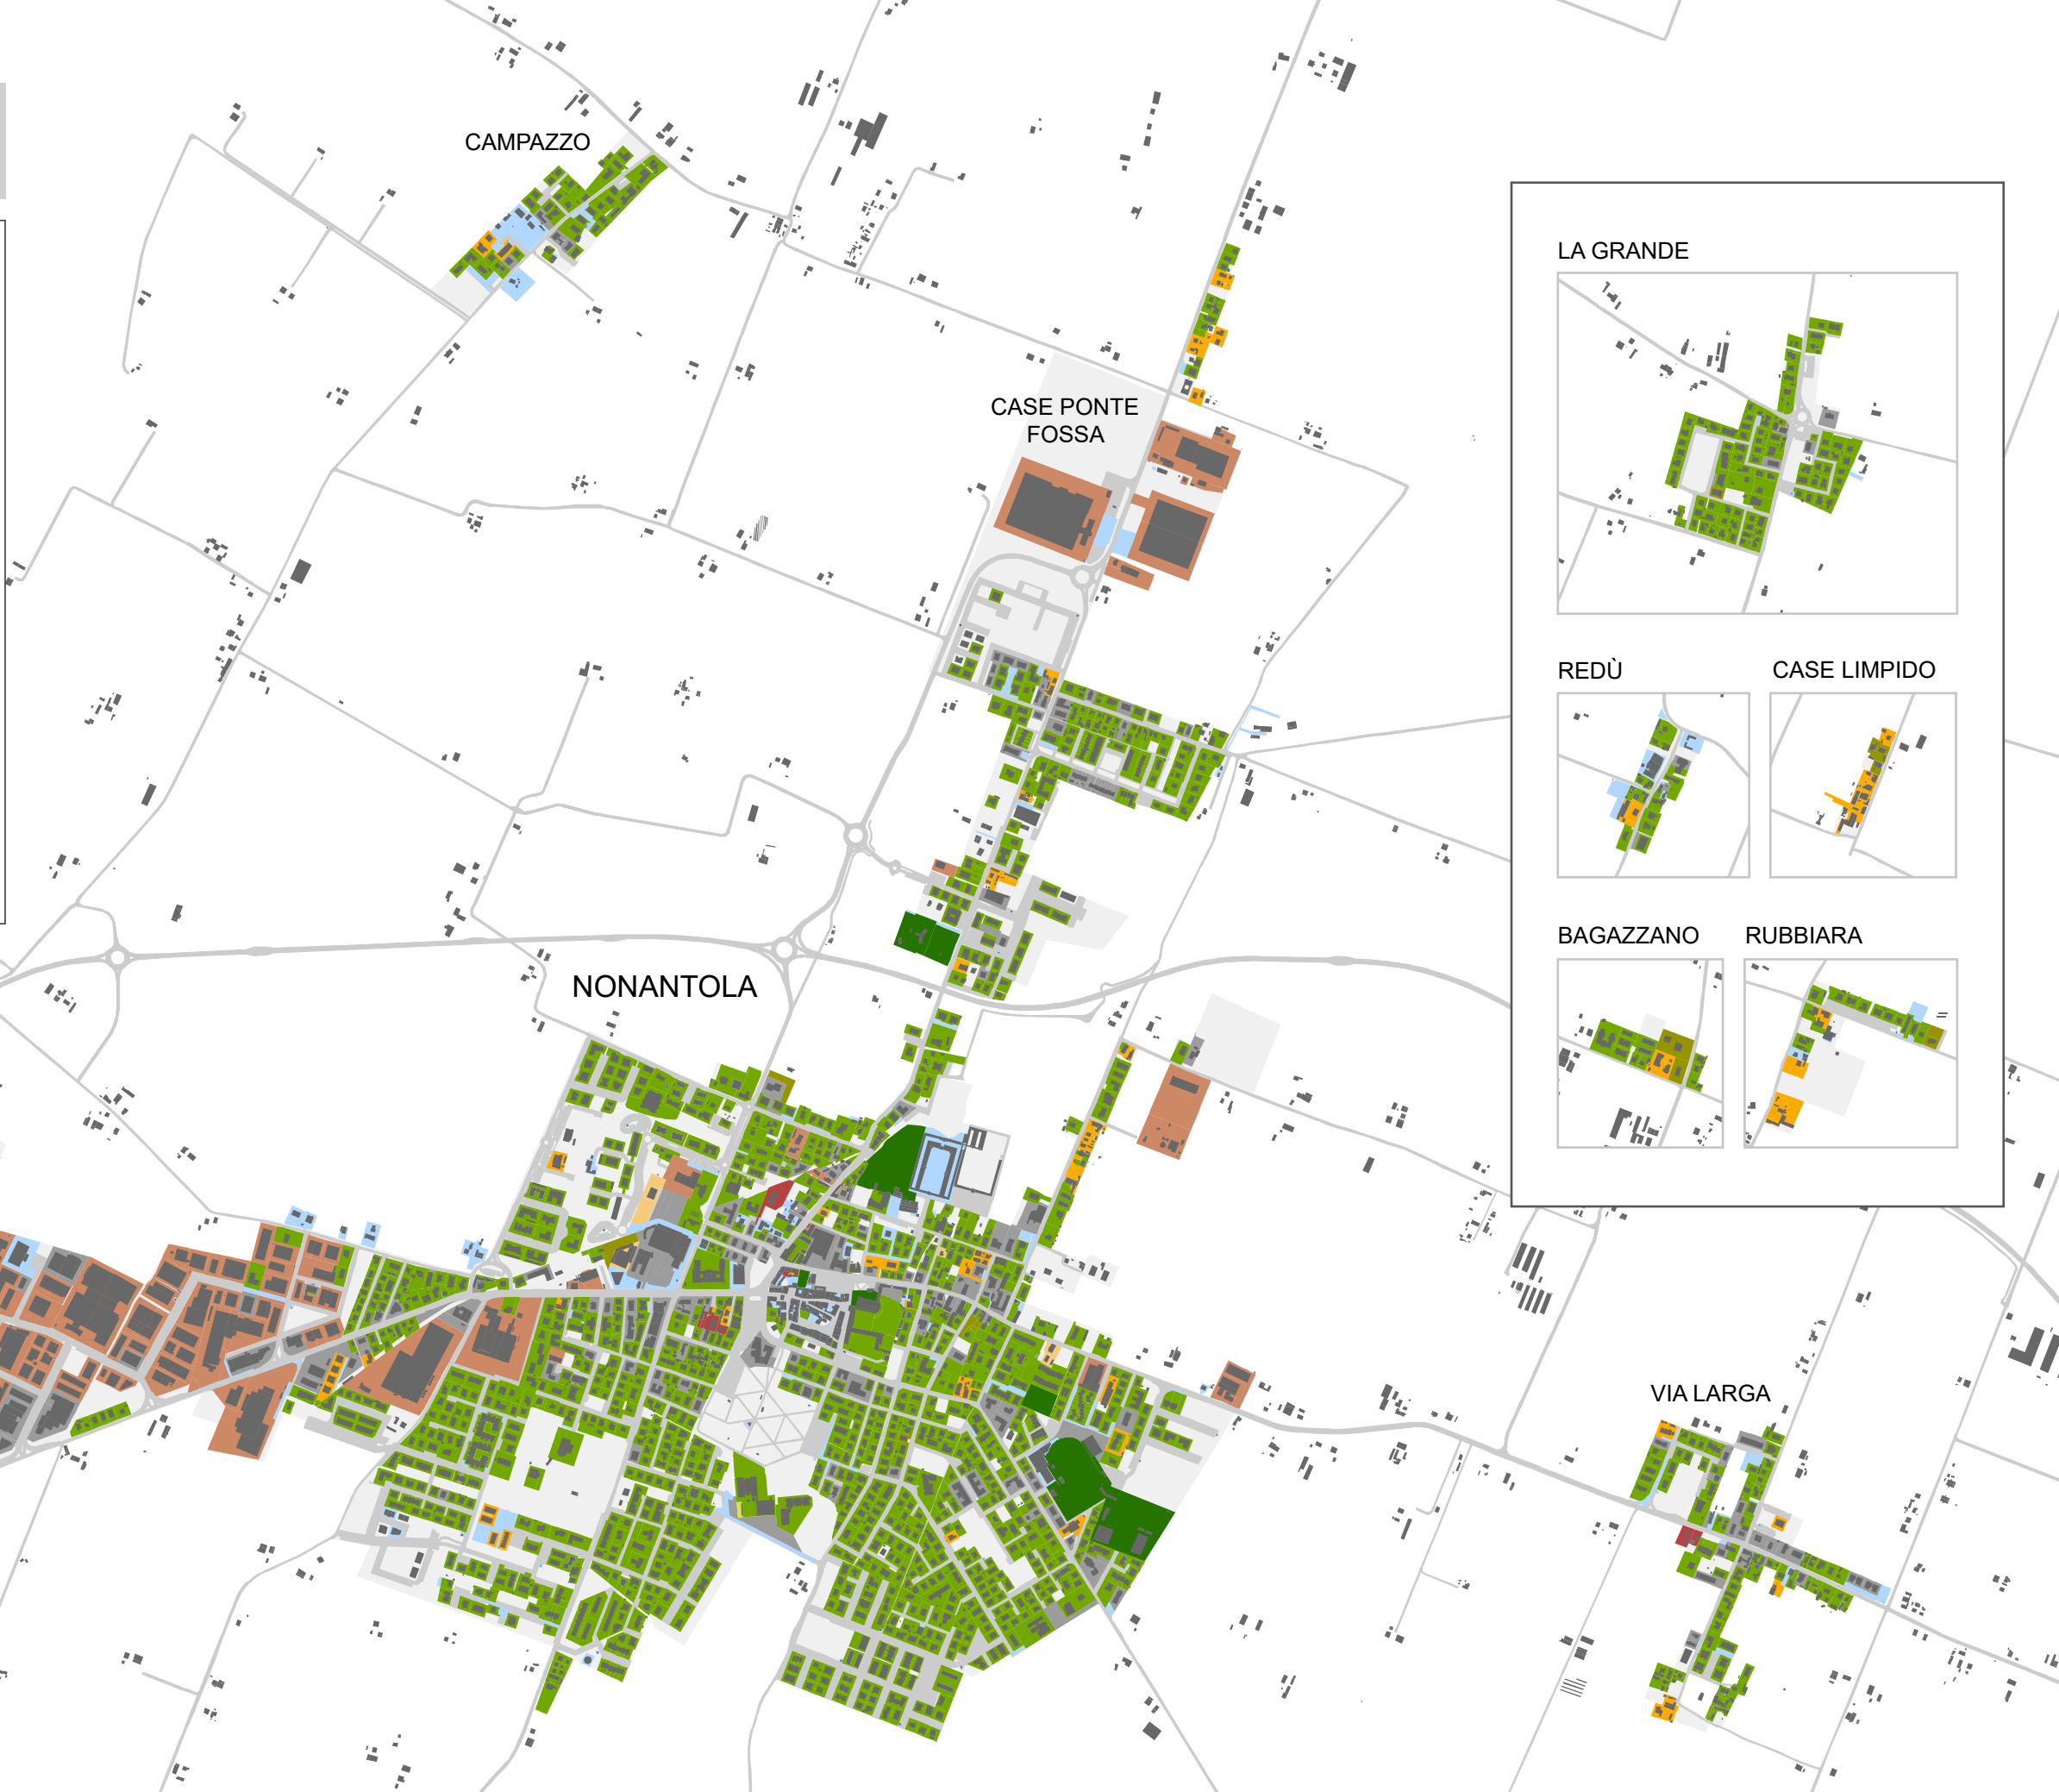 CAMPAZZO
CASE PONTE
FOSSA
NONANTOLA
VIA LARGA
LA GRANDE
REDÙ
CASE LIMPIDO
BAGAZZANO
RUBBIARA